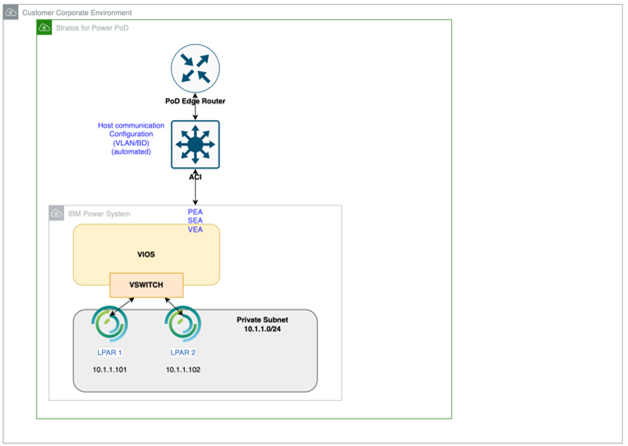 Customer Corporate Environment
Stratos for Power PoD
PoD Edge Router
Host communication
Configuration
(VLAN/BD)
(automated)
ACI
IBM Power System
PEA
SEA
VEA
VIOS
VSWITCH
Private Subnet
10.1.1.0/24
LPAR 1
LPAR 2
10.1.1.101
10.1.1.102